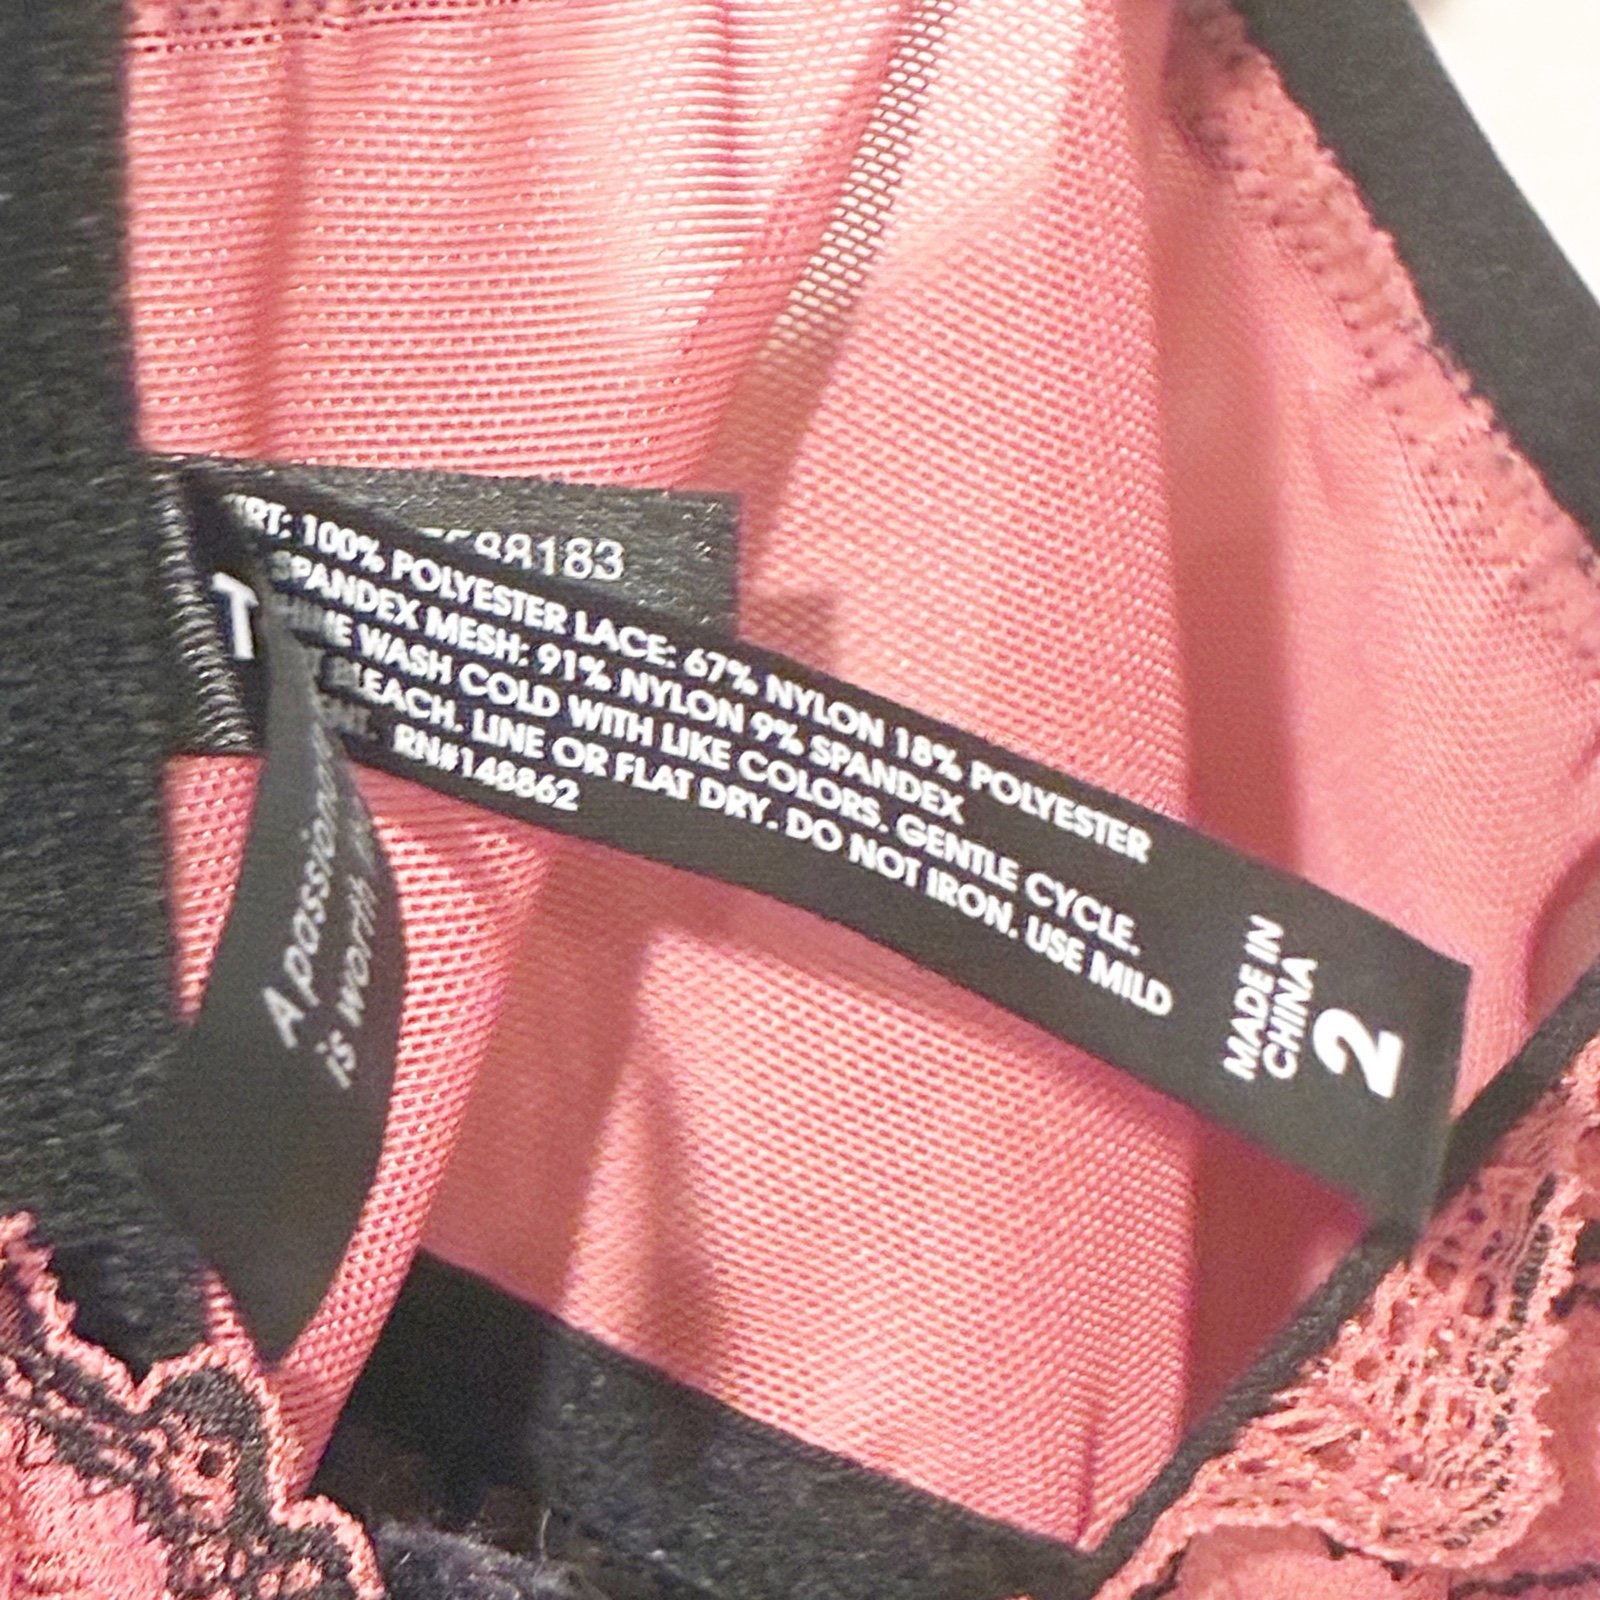 88183
100% POLYESTER LACE: 67% NYLON 18% POLYESTER
SPANDEX MESH: 91% NYLON 9% SPANDEX
WASH COLD WITH LIKE COLORS. GENTLE CYCLE.
BLEACH. LINE OR FLAT DRY. DO NOT IRON. USE MILD
RN#148862
MADE IN
CHINA
2
T
A passion
is worth